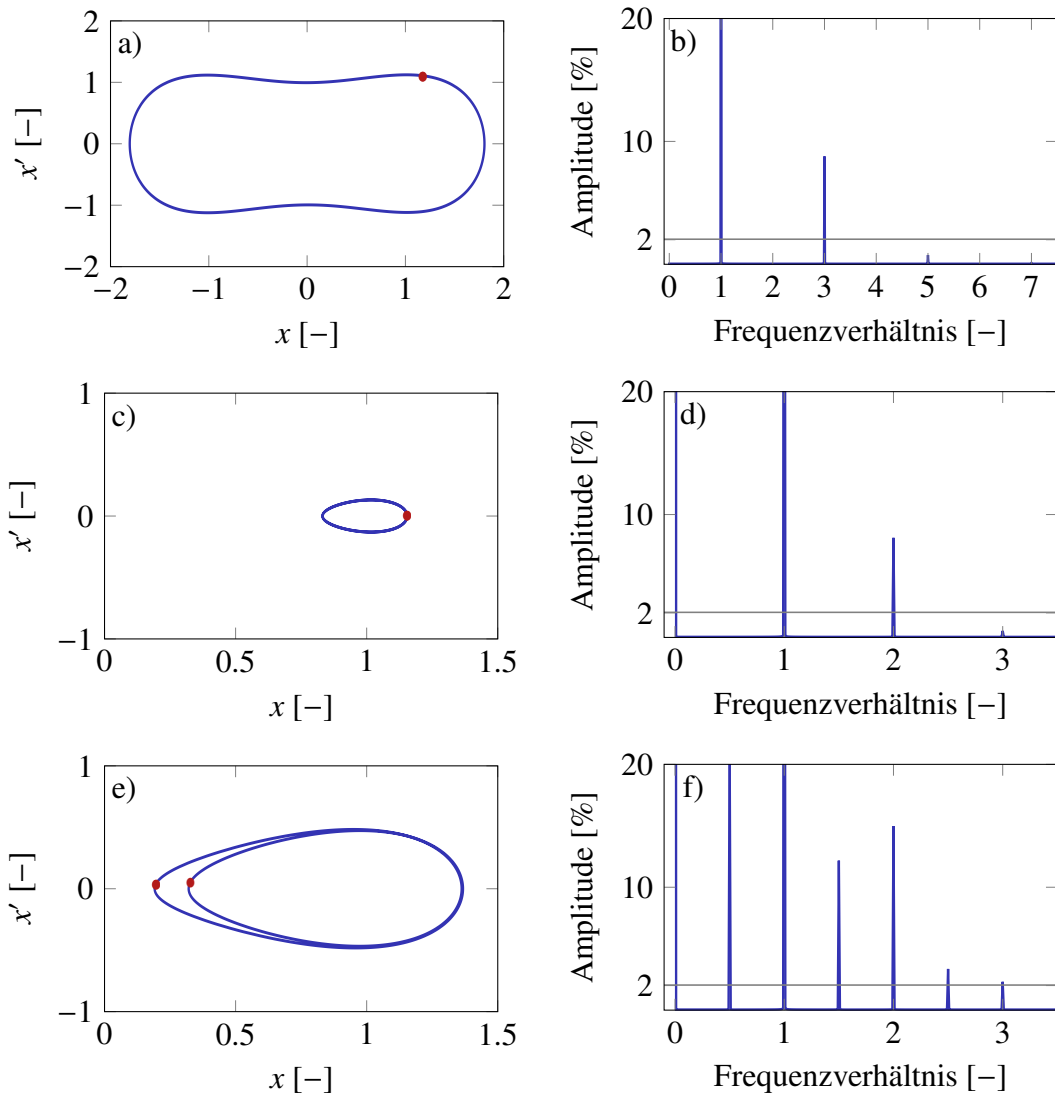 a)
2
1
0
−1
−2
x′ [−]
−2
−1
0
1
2
x [−]
b)
20
10
2
Amplitude [%]
0
1
2
3
4
5
6
7
Frequenzverhältnis [−]
c)
1
0
−1
x′ [−]
0
0.5
1
1.5
x [−]
d)
20
10
2
Amplitude [%]
0
1
2
3
Frequenzverhältnis [−]
e)
1
0
−1
x′ [−]
0
0.5
1
1.5
x [−]
f)
20
10
2
Amplitude [%]
0
1
2
3
Frequenzverhältnis [−]